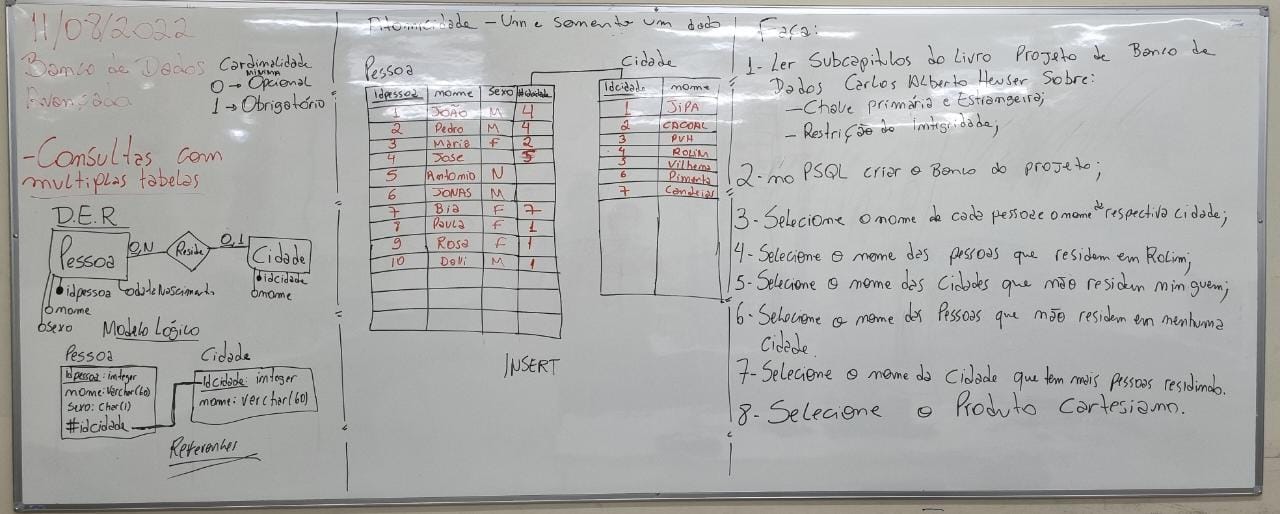 11/08/2022
Banco de Dados
Avançado
Cardinalidade
mínima
0 → Opcional
1 → Obrigatório
-Consultas com
multiplas tabelas
D.E.R
Pessoa
0,N
Reside
0,1
Cidade
idpessoa
nome
sexo
idcidade
nome
Modelo Lógico
Pessoa
Idpessoa: integer
nome: Varchar(60)
sexo: char(1)
#idcidade
Cidade
Idcidade: integer
nome: Verchar(60)
Atomicidade - Um e somente um dado
Pessoa
Idpessoa nome sexo #idcidade
1 JOÃO M 4
2 Pedro M 4
3 Maria F 2
4 Jose 5
5 Antomio N
6 JONAS M
7 Bia F 7
Paula F 1
9 Rosa F 1
10 Davi M 1
INSERT
Cidade
Idcidade nome
1 JiPA
2 CACOAL
3 PVH
4 ROLIM
5 Vilhena
6 Pimenta
7 Candeias
Faça:
1- Ler Subcapitulos do Livro Projeto de Banco de
Dados Carlos Alberto Heuser Sobre:
-Chave primária e Estrangeira;
-Restrição de integridade;
2-no PSQL criar o Banco do projeto;
3-Selecione o nome de cada pessoa e o nome de respectiva cidade;
4-Selecione o nome das pessoas que residem em Rolim;
5-Selecione o nome das Cidades que não residem ninguem;
6-Selecione o nome das Pessoas que não residem em nenhuma
Cidade.
7-Selecione o nome da Cidade que tem mais pessoas residindo.
8-Selecione o Produto Cartesiano.